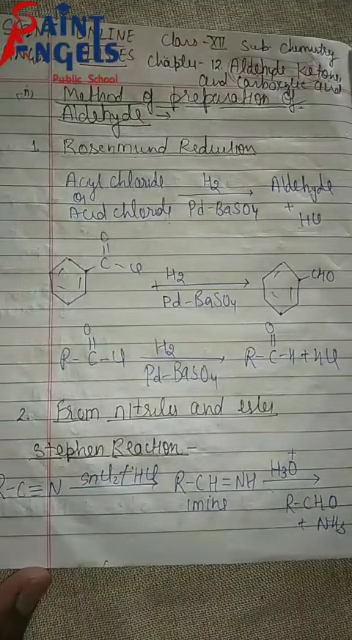 SAINT ONLINE
ANGELS CLASSES
Public School
Class-XII Sub Chemistry
Chapter-12 Aldehyde Ketone
and Carboxylic acid
Method of preparation of
Aldehyde →
1. Rosenmund Reduction
Acyl chloride H2 Aldehyde
or → +
Acid chloride Pd-BaSO4 HCl
O
C-Cl + H2 → CHO
Pd-BaSO4
O O
R-C-Cl H2 → R-C-H + HCl
Pd-BaSO4
2. From nitriles and ester
Stephen Reaction -
R-C≡N SnCl2+HCl → R-CH=NH H3O+ →
imine R-CHO
+ NH3